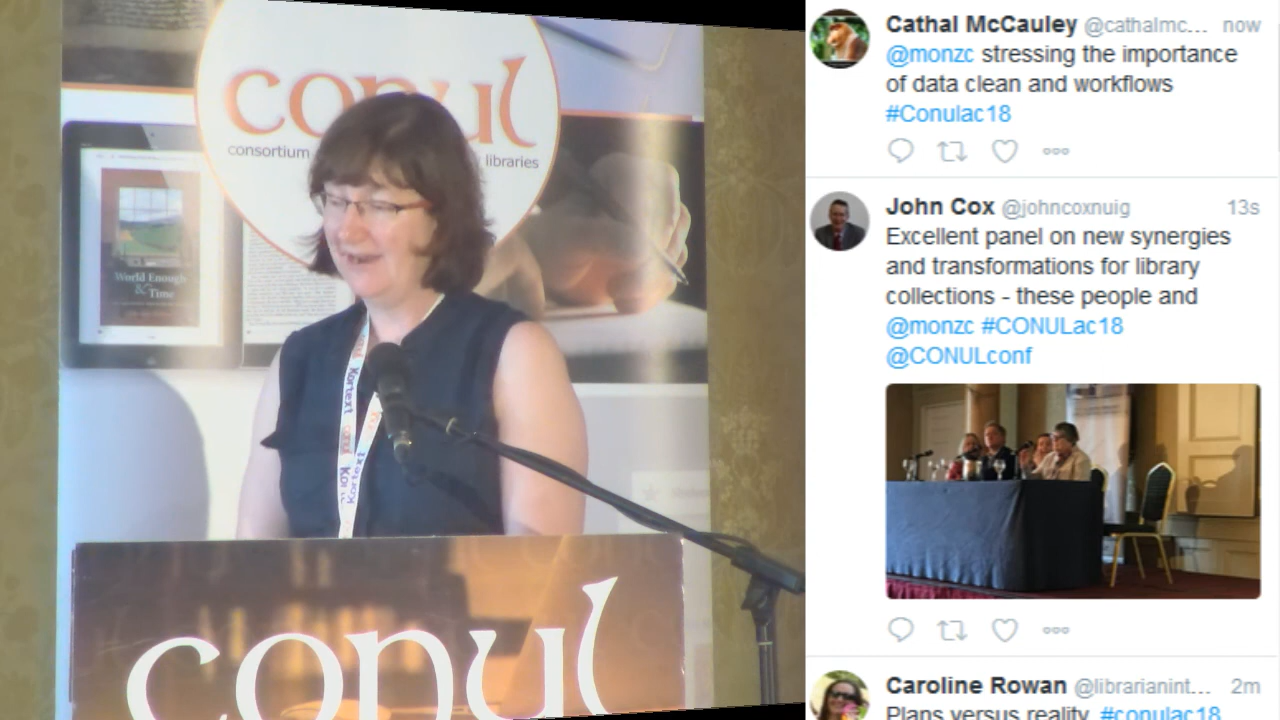 conul
consortium
libraries
World Enough
& Time
Kortext
conul
Kortext
conul
Cathal McCauley @cathalmc... now
@monzc stressing the importance
of data clean and workflows
#Conulac18
John Cox @johncoxnuig 13s
Excellent panel on new synergies
and transformations for library
collections - these people and
@monzc #CONULac18
@CONULconf
Caroline Rowan @librarianint... 2m
Plans versus reality. #conulac18